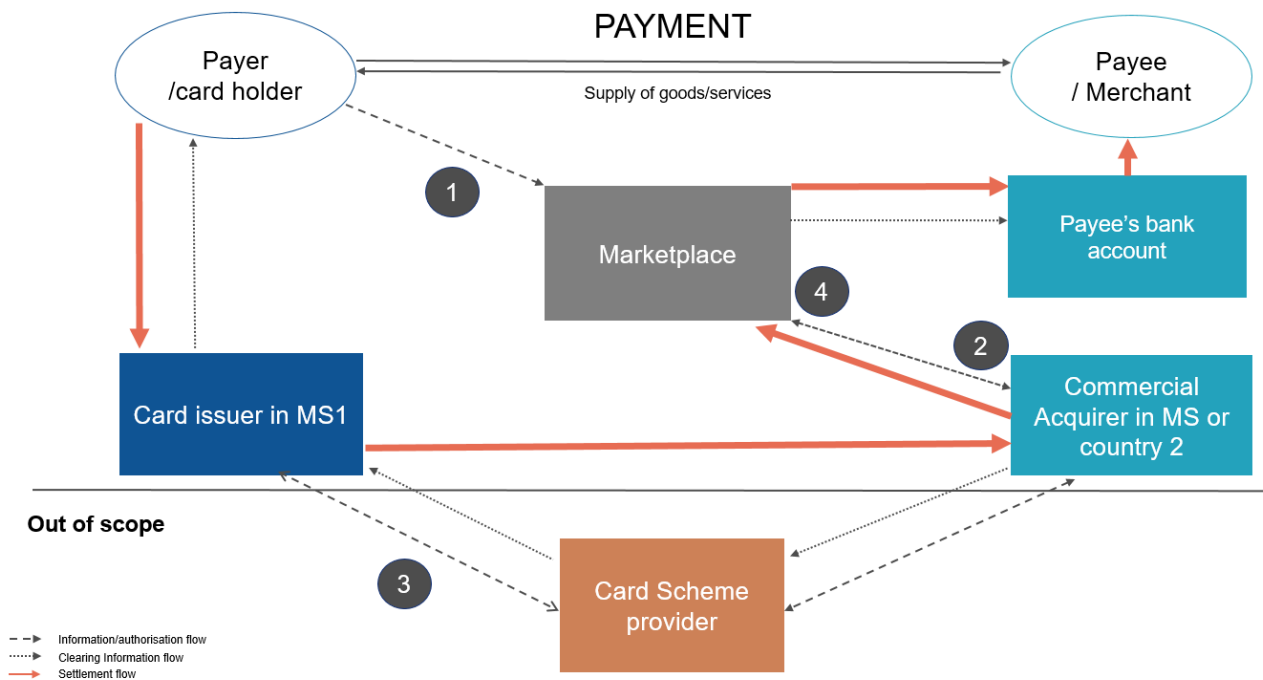 PAYMENT
Payer
/card holder
Supply of goods/services
Payee
/ Merchant
1
Marketplace
Payee's bank
account
4
2
Card issuer in MS1
Commercial
Acquirer in MS or
country 2
Out of scope
3
Card Scheme
provider
Information/authorisation flow
Clearing Information flow
Settlement flow